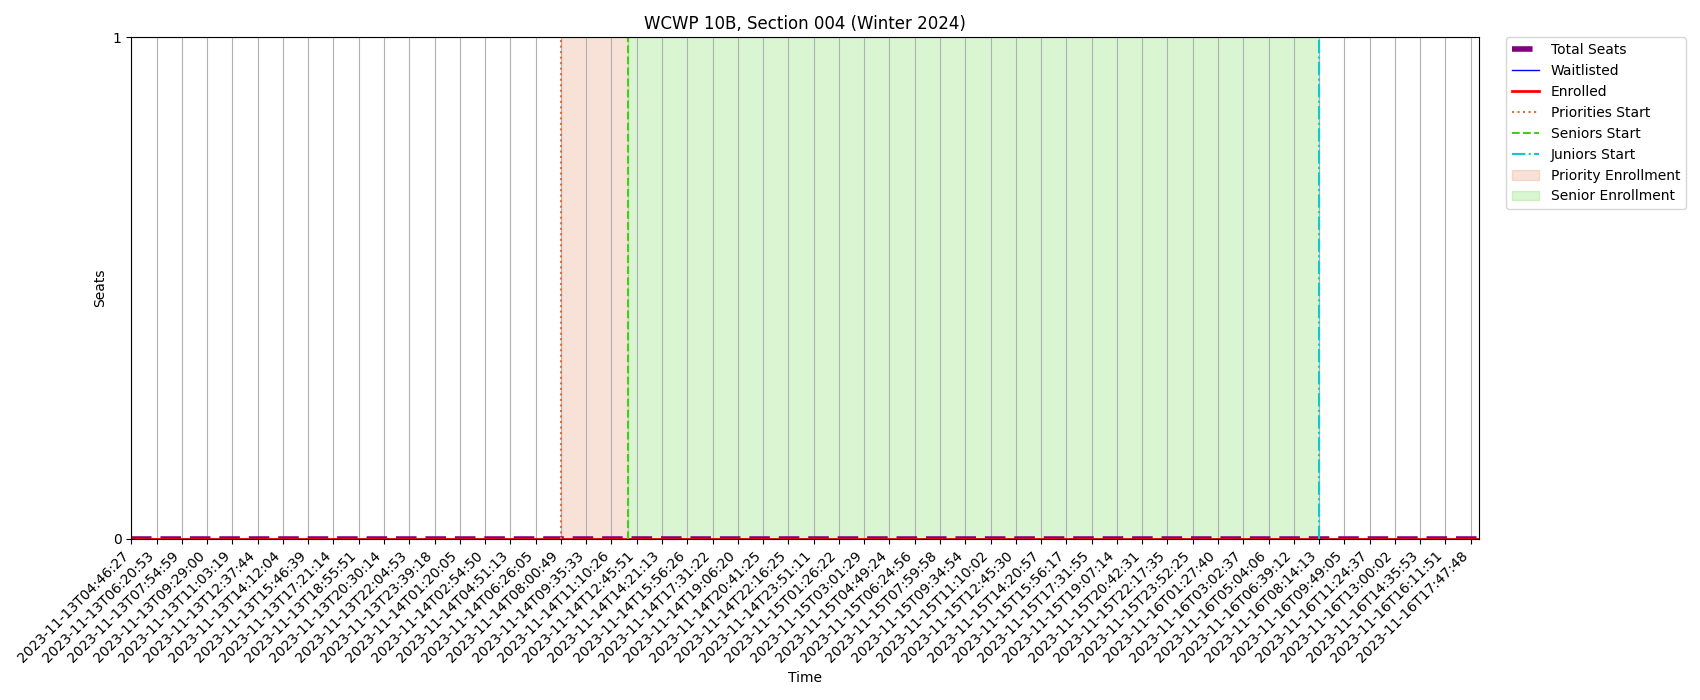 WCWP 10B, Section 004 (Winter 2024)
1
0
Seats
2023-11-13T04:46:27
2023-11-13T06:20:53
2023-11-13T07:54:59
2023-11-13T09:29:00
2023-11-13T11:03:19
2023-11-13T12:37:44
2023-11-13T14:12:04
2023-11-13T15:46:39
2023-11-13T17:21:14
2023-11-13T18:55:51
2023-11-13T20:30:14
2023-11-13T22:04:53
2023-11-13T23:39:18
2023-11-14T01:20:05
2023-11-14T02:54:50
2023-11-14T04:51:13
2023-11-14T06:26:05
2023-11-14T08:00:49
2023-11-14T09:35:33
2023-11-14T11:10:26
2023-11-14T12:45:51
2023-11-14T14:21:13
2023-11-14T15:56:26
2023-11-14T17:31:22
2023-11-14T19:06:20
2023-11-14T20:41:25
2023-11-14T22:16:25
2023-11-14T23:51:11
2023-11-15T01:26:22
2023-11-15T03:01:29
2023-11-15T04:49:24
2023-11-15T06:24:56
2023-11-15T07:59:58
2023-11-15T09:34:54
2023-11-15T11:10:02
2023-11-15T12:45:30
2023-11-15T14:20:57
2023-11-15T15:56:17
2023-11-15T17:31:55
2023-11-15T19:07:14
2023-11-15T20:42:31
2023-11-15T22:17:35
2023-11-15T23:52:25
2023-11-16T01:27:40
2023-11-16T03:02:37
2023-11-16T05:04:06
2023-11-16T06:39:12
2023-11-16T08:14:13
2023-11-16T09:49:05
2023-11-16T11:24:37
2023-11-16T13:00:02
2023-11-16T14:35:53
2023-11-16T16:11:51
2023-11-16T17:47:48
Time
Total Seats
Waitlisted
Enrolled
Priorities Start
Seniors Start
Juniors Start
Priority Enrollment
Senior Enrollment